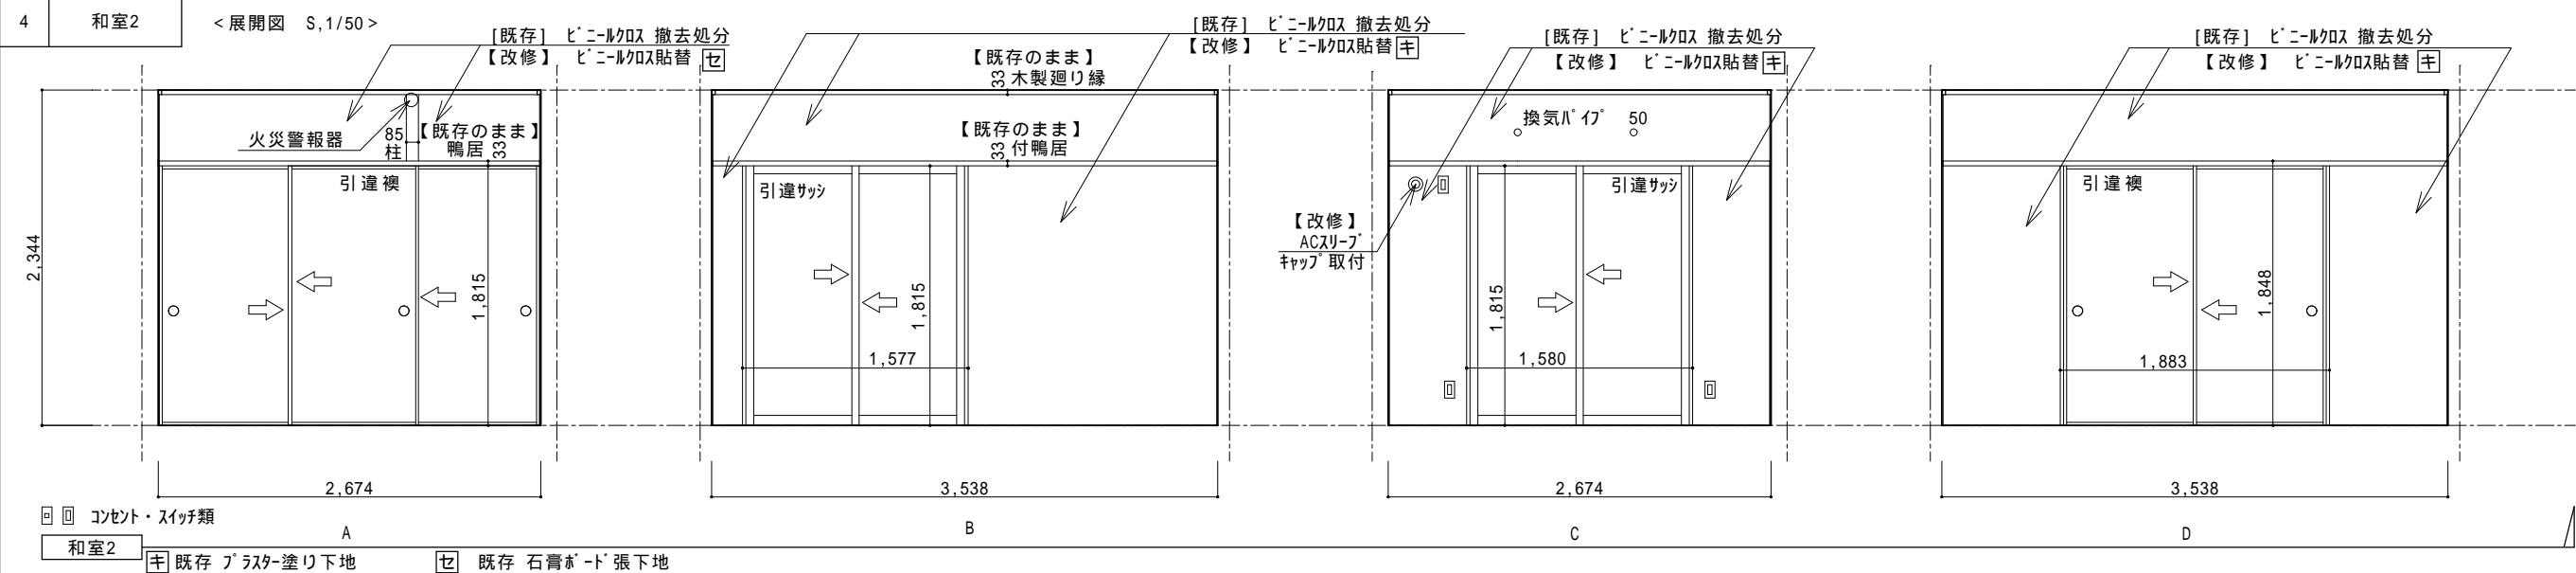 4 和室2 <展開図 S,1/50>
[既存] ビニールクロス 撤去処分
【改修】 ビニールクロス貼替 セ
火災警報器
85
柱
【既存のまま】
鴨居 33
引違襖
1,815
2,344
2,674
A
[既存] ビニールクロス 撤去処分
【改修】 ビニールクロス貼替 キ
【既存のまま】
33 木製廻り縁
【既存のまま】
33 付鴨居
引違サッシ
1,815
1,577
3,538
B
[既存] ビニールクロス 撤去処分
【改修】 ビニールクロス貼替 キ
換気パイプ 50
引違サッシ
【改修】
ACスリーブ
キャップ取付
1,815
1,580
2,674
C
[既存] ビニールクロス 撤去処分
【改修】 ビニールクロス貼替 キ
引違襖
1,848
1,883
3,538
D
コンセント・スイッチ類
和室2
キ 既存 プラスター塗り下地 セ 既存 石膏ボード張下地